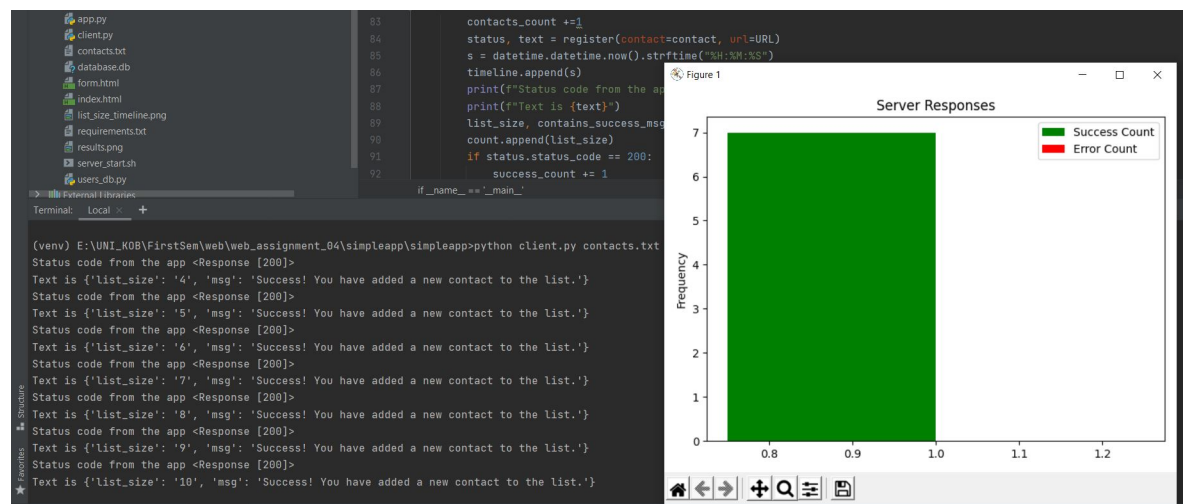 app.py
client.py
contacts.txt
database.db
form.html
index.html
list_size_timeline.png
requirements.txt
results.png
server_start.sh
users_db.py
External Libraries
83 contacts_count +=1
84 status, text = register(contact=contact, url=URL)
85 s = datetime.datetime.now().strftime("%H:%M:%S")
86 timeline.append(s)
87 print(f"Status code from the ap
88 print(f"Text is {text}")
89 list_size, contains_success_msg
90 count.append(list_size)
91 if status.status_code == 200:
92 success_count += 1
if __name__ == '__main__'
Terminal: Local × +
(venv) E:\UNI_KOB\FirstSem\web\web_assignment_04\simpleapp\simpleapp>python client.py contacts.txt
Status code from the app <Response [200]>
Text is {'list_size': '4', 'msg': 'Success! You have added a new contact to the list.'}
Status code from the app <Response [200]>
Text is {'list_size': '5', 'msg': 'Success! You have added a new contact to the list.'}
Status code from the app <Response [200]>
Text is {'list_size': '6', 'msg': 'Success! You have added a new contact to the list.'}
Status code from the app <Response [200]>
Text is {'list_size': '7', 'msg': 'Success! You have added a new contact to the list.'}
Status code from the app <Response [200]>
Text is {'list_size': '8', 'msg': 'Success! You have added a new contact to the list.'}
Status code from the app <Response [200]>
Text is {'list_size': '9', 'msg': 'Success! You have added a new contact to the list.'}
Status code from the app <Response [200]>
Text is {'list_size': '10', 'msg': 'Success! You have added a new contact to the list.'}
Structure
Favorites
Figure 1
Server Responses
Success Count
Error Count
Frequency
7
6
5
4
3
2
1
0
0.8 0.9 1.0 1.1 1.2